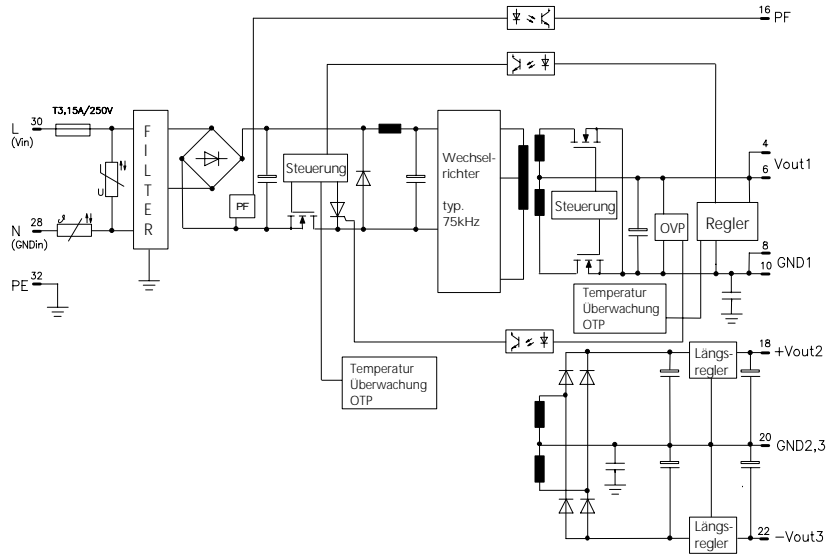 16
PF
T3,15A/250V
L 30
(Vin)
FILTER
U
PF
Steuerung
Wechsel-
richter
typ.
75kHz
Steuerung
OVP
Regler
4
6
Vout1
N 28
(GNDin)
ϑ
8
10
GND1
PE 32
Temperatur
Überwachung
OTP
Temperatur
Überwachung
OTP
18
+Vout2
Längs-
regler
20
GND2,3
22
-Vout3
Längs-
regler